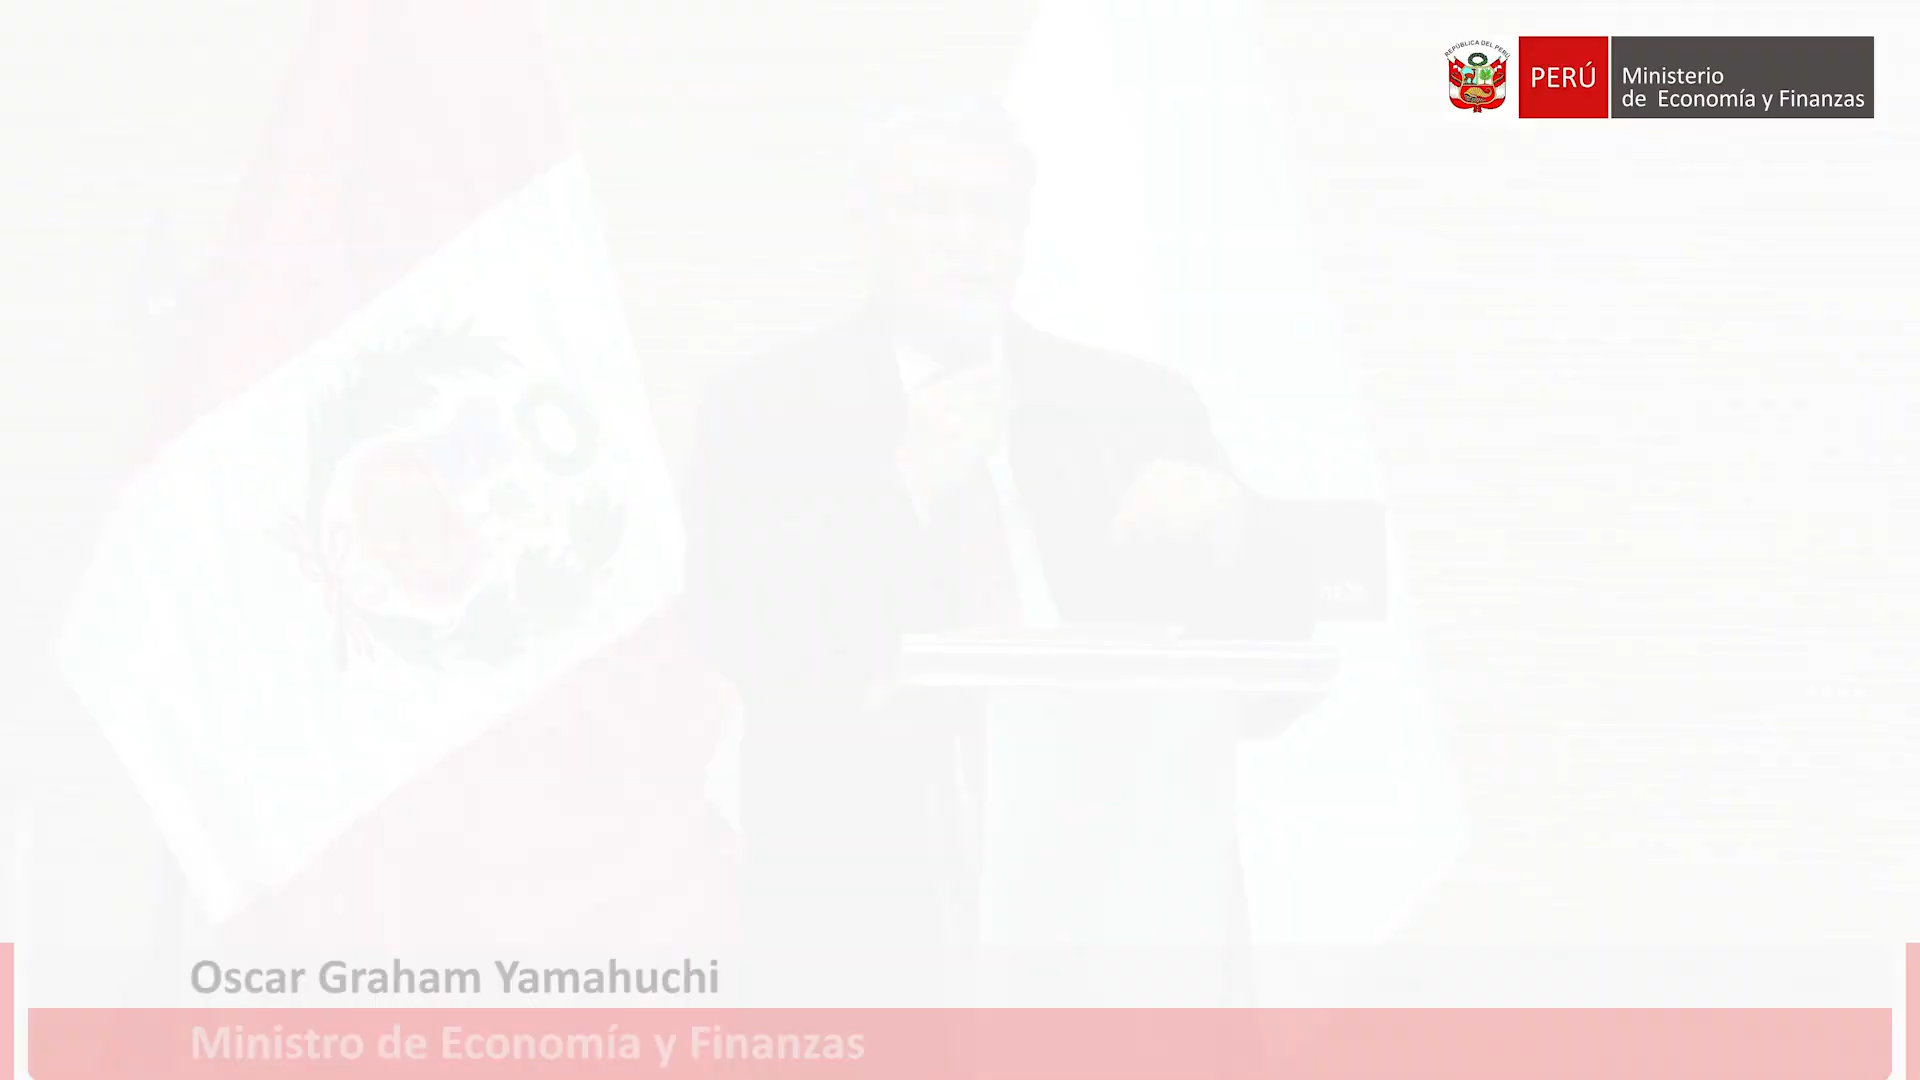 REPÚBLICA DEL PERÚ
PERÚ
Ministerio
de Economía y Finanzas
Oscar Graham Yamahuchi
Ministro de Economía y Finanzas